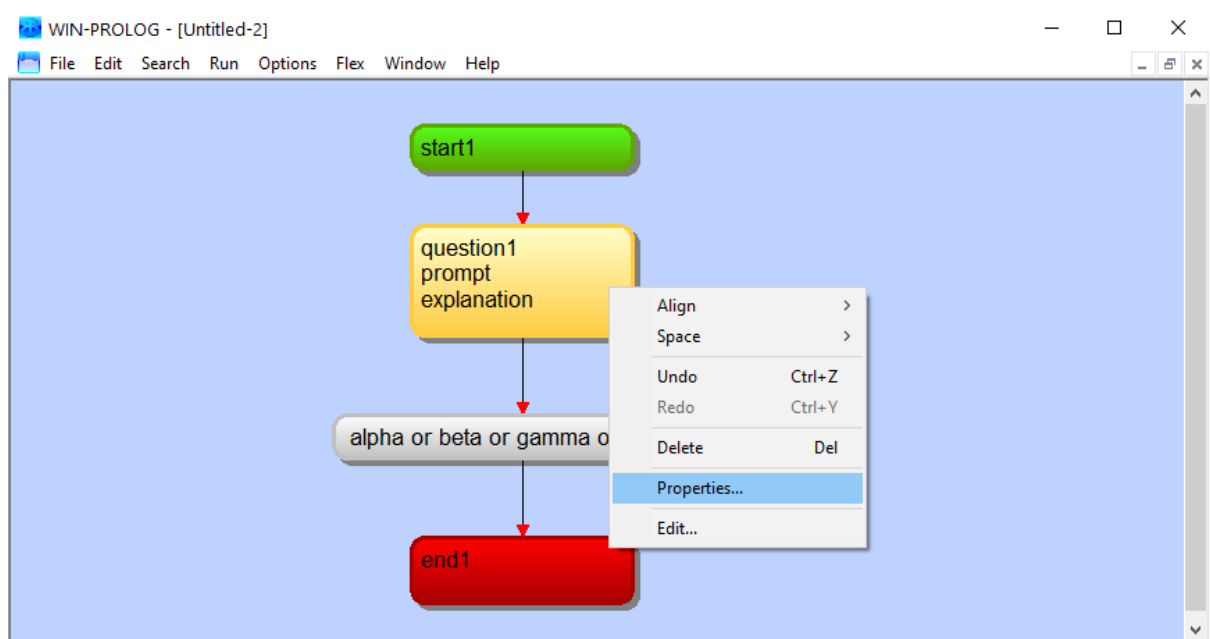 WIN-PROLOG - [Untitled-2]
File Edit Search Run Options Flex Window Help
start1
question1
prompt
explanation
Align
Space
Undo Ctrl+Z
Redo Ctrl+Y
Delete Del
Properties...
Edit...
alpha or beta or gamma o
end1